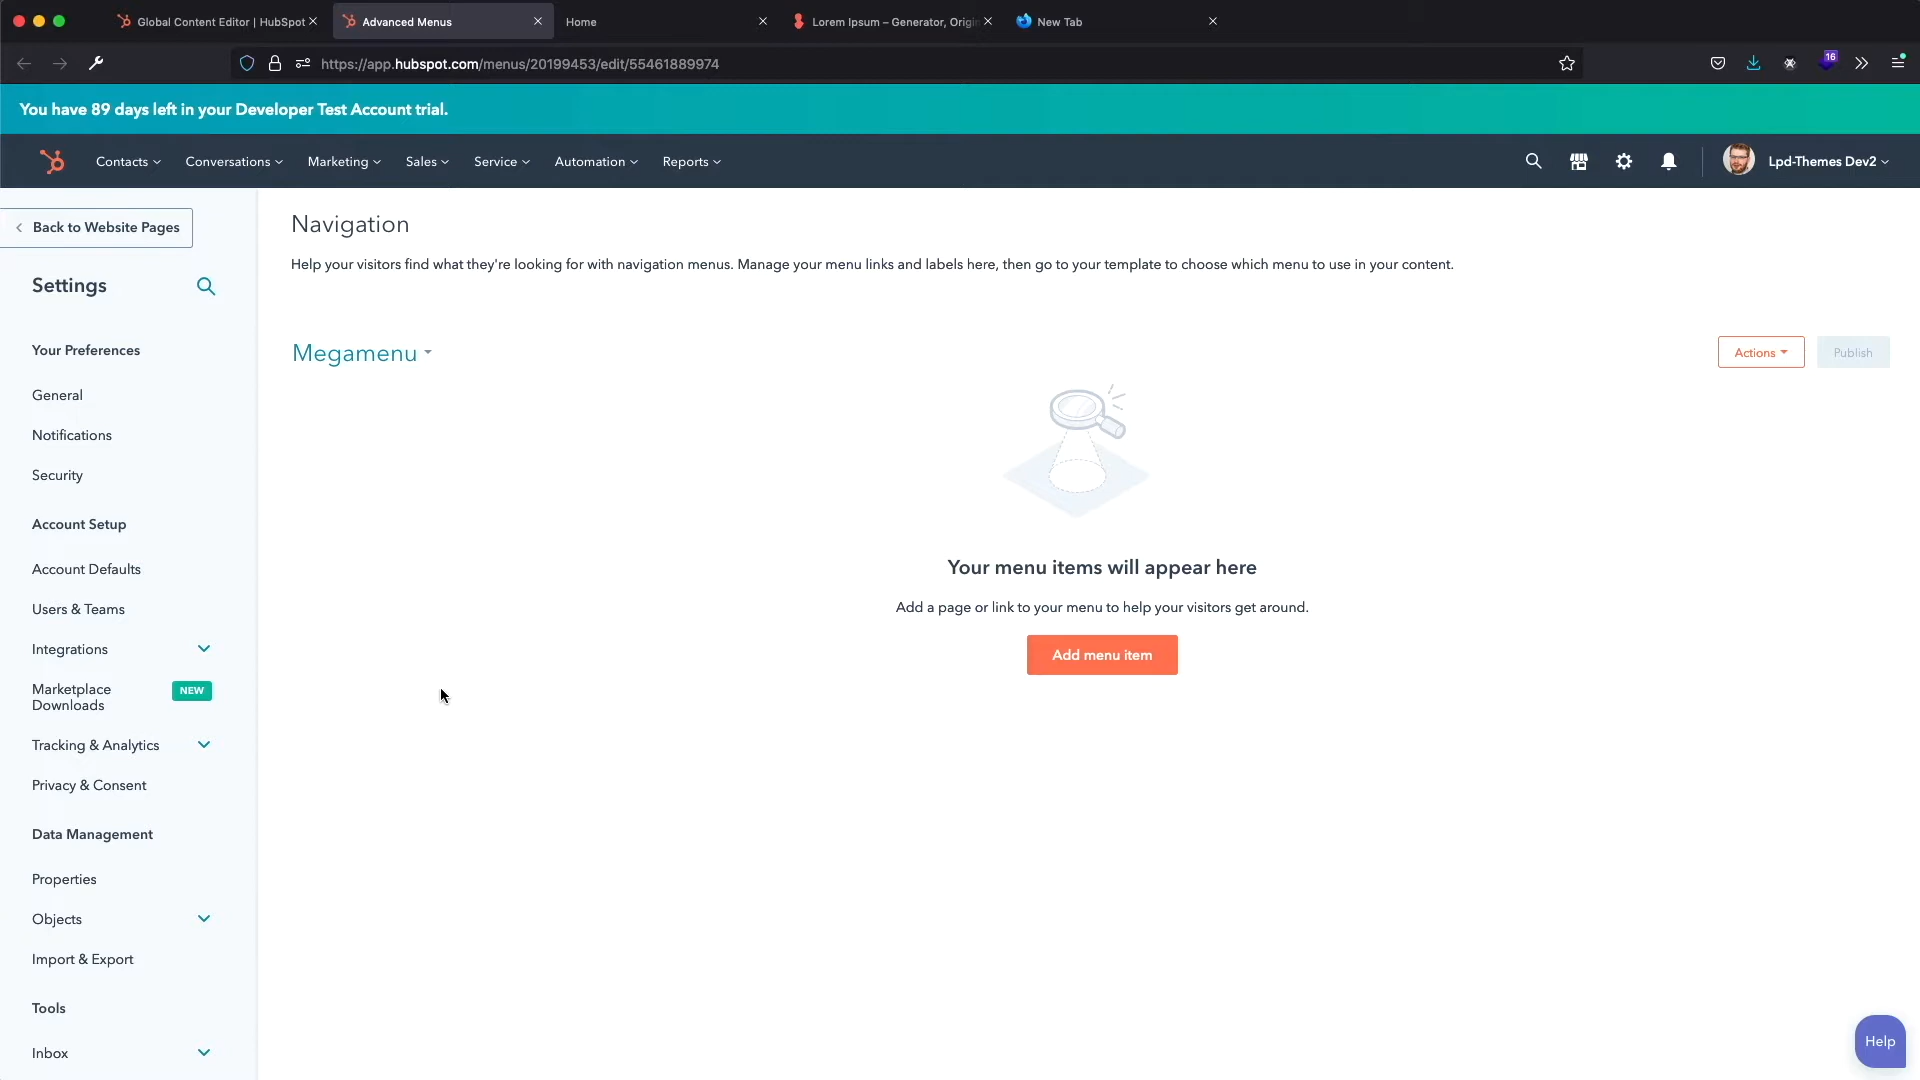 Global Content Editor | HubSpot
Advanced Menus
Home
Lorem Ipsum – Generator, Origi
New Tab
https://app.hubspot.com/menus/20199453/edit/55461889974
16
You have 89 days left in your Developer Test Account trial.
Contacts
Conversations
Marketing
Sales
Service
Automation
Reports
Lpd-Themes Dev2
Back to Website Pages
Settings
Your Preferences
General
Notifications
Security
Account Setup
Account Defaults
Users & Teams
Integrations
Marketplace
Downloads
NEW
Tracking & Analytics
Privacy & Consent
Data Management
Properties
Objects
Import & Export
Tools
Inbox
Navigation
Help your visitors find what they're looking for with navigation menus. Manage your menu links and labels here, then go to your template to choose which menu to use in your content.
Megamenu
Actions
Publish
Your menu items will appear here
Add a page or link to your menu to help your visitors get around.
Add menu item
Help